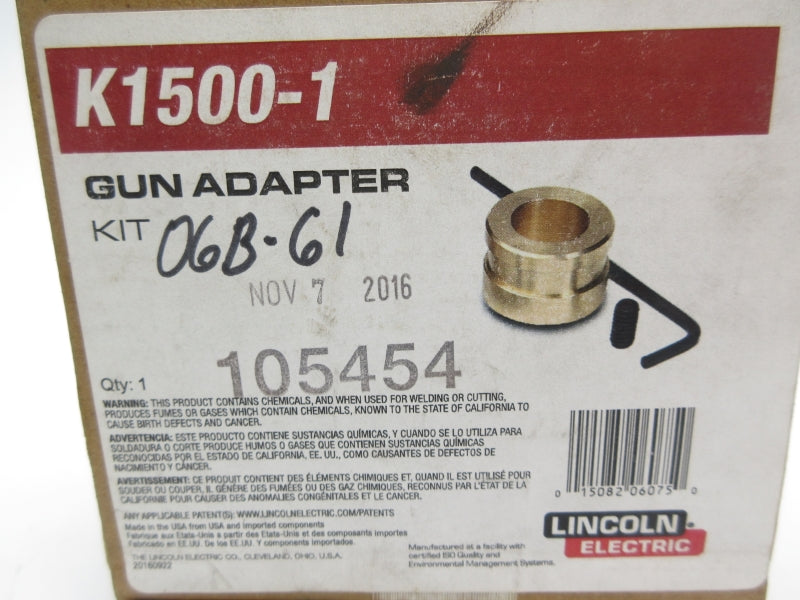 K1500-1
GUN ADAPTER
KIT
06B-61
NOV 7 2016
105454
Qty: 1
WARNING: THIS PRODUCT CONTAINS CHEMICALS, AND WHEN USED FOR WELDING OR CUTTING,
PRODUCES FUMES OR GASES WHICH CONTAIN CHEMICALS, KNOWN TO THE STATE OF CALIFORNIA TO
CAUSE BIRTH DEFECTS AND CANCER.
ADVERTENCIA: ESTE PRODUCTO CONTIENE SUSTANCIAS QUÍMICAS, Y CUANDO SE LO UTILIZA PARA
SOLDADURA O CORTE PRODUCE HUMOS O GASES QUE CONTIENEN SUSTANCIAS QUÍMICAS
RECONOCIDAS POR EL ESTADO DE CALIFORNIA, EE. UU., COMO CAUSANTES DE DEFECTOS DE
NACIMIENTO Y CÁNCER.
AVERTISSEMENT: CE PRODUIT CONTIENT DES ÉLÉMENTS CHIMIQUES ET, QUAND IL EST UTILISÉ POUR
SOUDER OU COUPER, IL GÉNÈRE DES FUMÉES OU DES GAZ CHIMIQUES, RECONNUS PAR L'ÉTAT DE LA
CALIFORNIE POUR CAUSER DES ANOMALIES CONGÉNITALES ET LE CANCER.
ANY APPLICABLE PATENT(S): WWW.LINCOLNELECTRIC.COM/PATENTS
Made in the USA from USA and imported components
Fabriqué aux Etats-Unis a partir des Etats-Unis et des composants importes
Fabricado en EE.UU. De los EE.UU. Y componentes importados.
THE LINCOLN ELECTRIC CO., CLEVELAND, OHIO, U.S.A.
20160922
Manufactured at a facility with
certified ISO Quality and
Environmental Management Systems.
0 15082 06075 0
LINCOLN
ELECTRIC